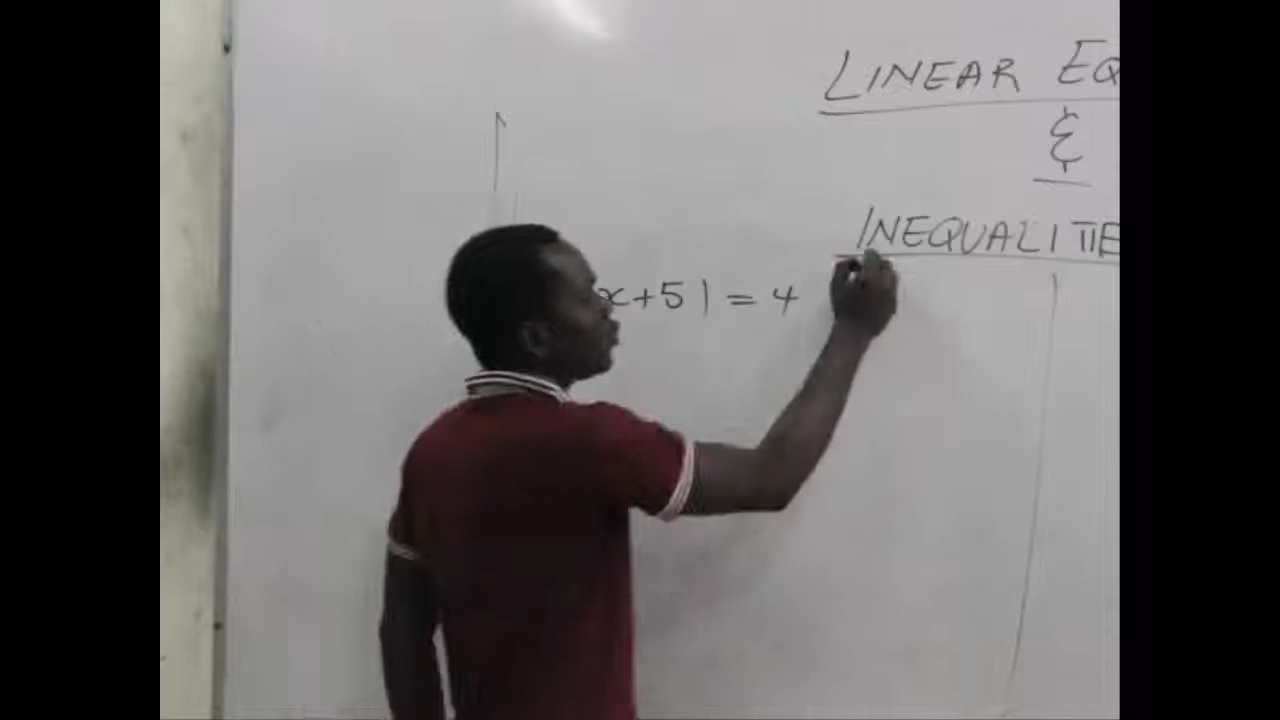 LINEAR EQ
&
INEQUALITIE
x+5| = 4